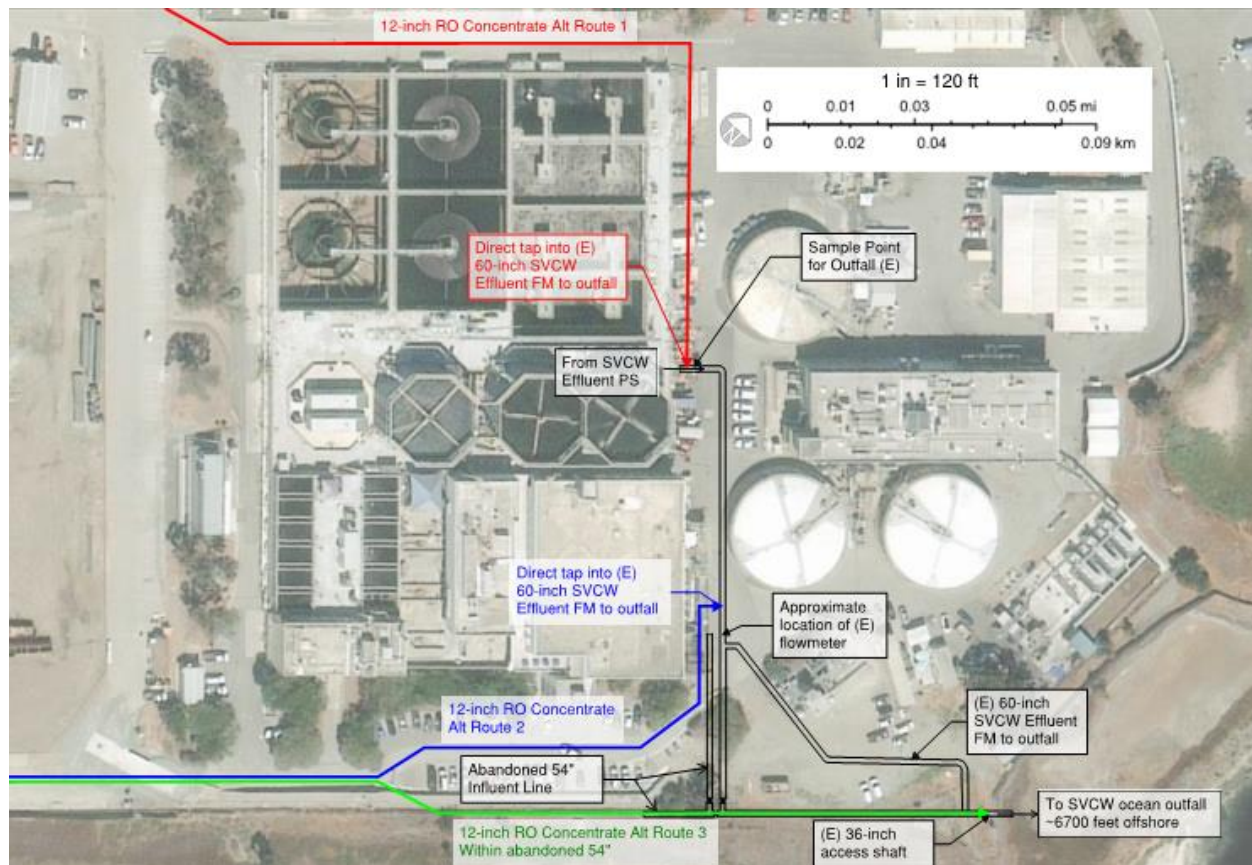 12-inch RO Concentrate Alt Route 1
1 in = 120 ft
0 0.01 0.03 0.05 mi
0 0.02 0.04 0.09 km
Direct tap into (E)
60-inch SVCW
Effluent FM to outfall
Sample Point
for Outfall (E)
From SVCW
Effluent PS
Direct tap into (E)
60-inch SVCW
Effluent FM to outfall
Approximate
location of (E)
flowmeter
12-inch RO Concentrate
Alt Route 2
(E) 60-inch
SVCW Effluent
FM to outfall
Abandoned 54"
Influent Line
12-inch RO Concentrate Alt Route 3
Within abandoned 54"
(E) 36-inch
access shaft
To SVCW ocean outfall
~6700 feet offshore